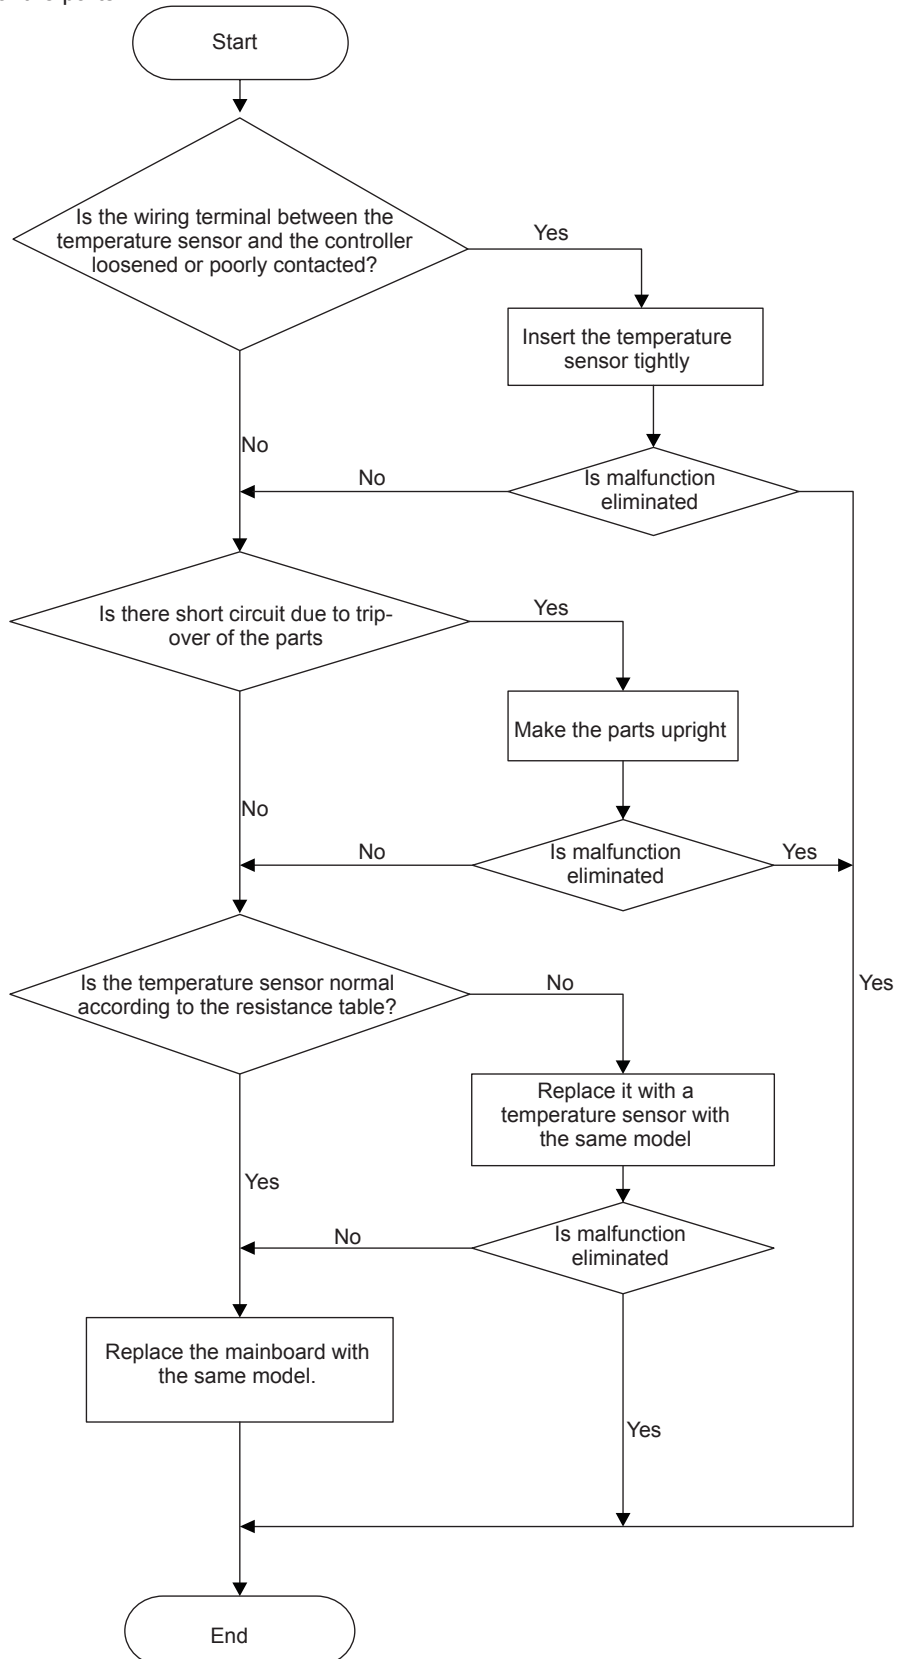 Start
Is the wiring terminal between the
temperature sensor and the controller
loosened or poorly contacted?
Yes
Insert the temperature
sensor tightly
No
No
Is malfunction
eliminated
Is there short circuit due to trip-
over of the parts
Yes
Make the parts upright
No
No
Is malfunction
eliminated
Yes
Is the temperature sensor normal
according to the resistance table?
No
Yes
Replace it with a
temperature sensor with
the same model
Yes
No
Is malfunction
eliminated
Replace the mainboard with
the same model.
Yes
End